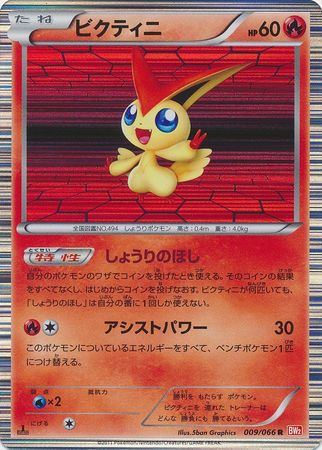 たね ビクティニ HP60
全国図鑑NO.494 しょうりポケモン 高さ：0.4m 重さ：4.0kg
特性 しょうりのほし
自分のポケモンのワザでコインを投げたとき使える。そのコインの結果
をすべてなくし、はじめからコインを投げなおす。ビクティニが何匹いても、
「しょうりのほし」は自分の番に1回しか使えない。
アシストパワー 30
このポケモンについているエネルギーをすべて、ベンチポケモン1匹
につけ替える。
弱点 抵抗力
×2
にげる
勝利を もたらす ポケモン。
ビクティニを 連れた トレーナーは
どんな 勝負にも 勝てるという。
Illus.5ban Graphics 009/066 R BW2
©2011 Pokémon/Nintendo/Creatures/GAME FREAK.